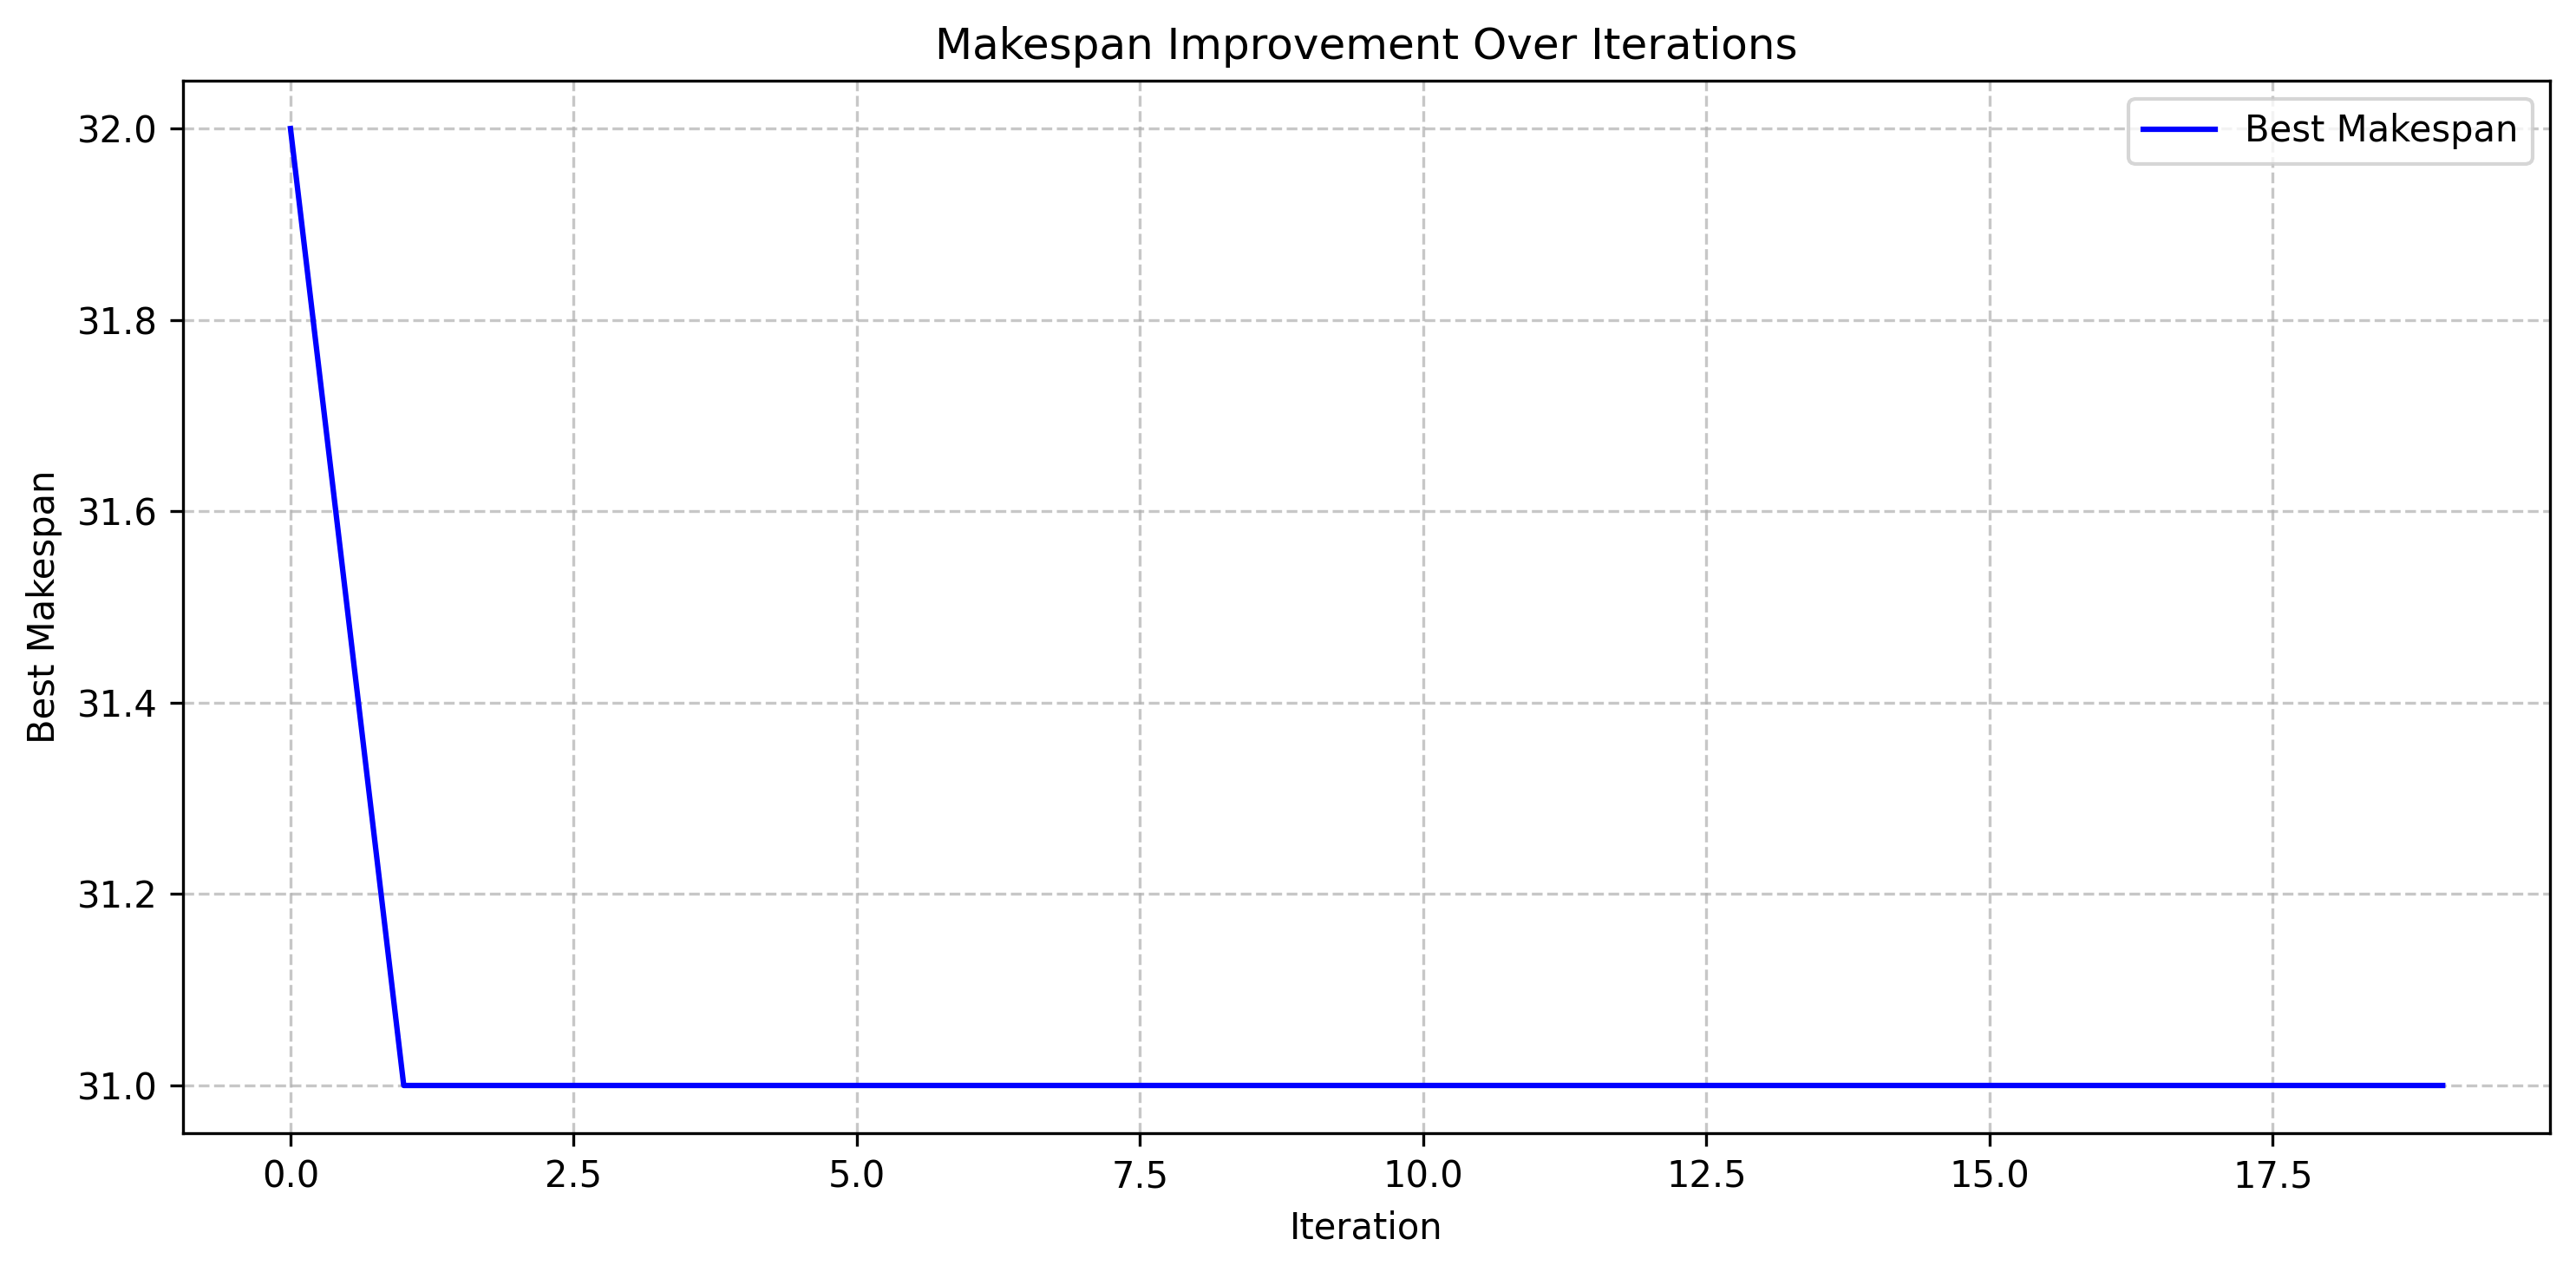 Makespan Improvement Over Iterations
Best Makespan
32.0
31.8
31.6
31.4
31.2
31.0
Best Makespan
0.0 2.5 5.0 7.5 10.0 12.5 15.0 17.5
Iteration